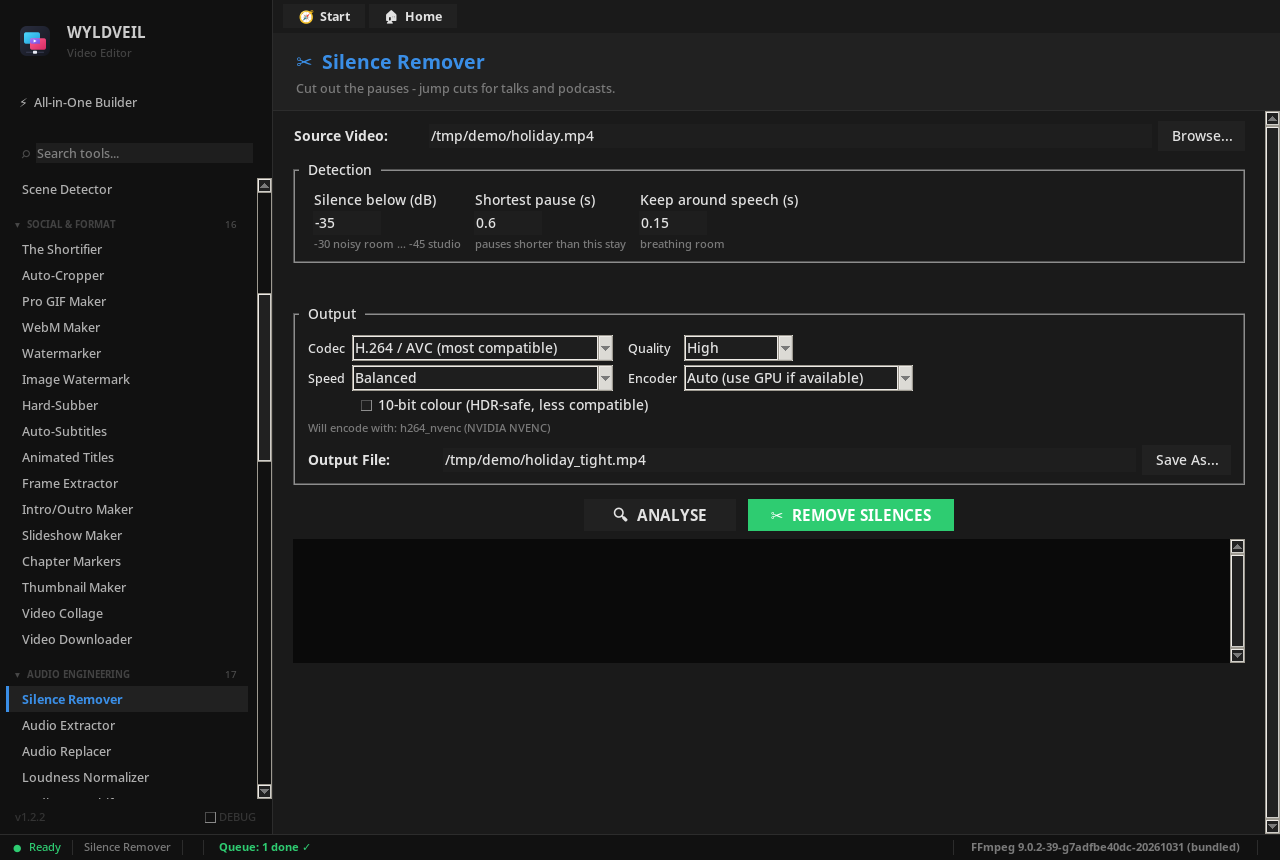 WYLDVEIL
Video Editor
⚡ All-in-One Builder
Search tools...
Scene Detector
SOCIAL & FORMAT 16
The Shortifier
Auto-Cropper
Pro GIF Maker
WebM Maker
Watermarker
Image Watermark
Hard-Subber
Auto-Subtitles
Animated Titles
Frame Extractor
Intro/Outro Maker
Slideshow Maker
Chapter Markers
Thumbnail Maker
Video Collage
Video Downloader
AUDIO ENGINEERING 17
Silence Remover
Audio Extractor
Audio Replacer
Loudness Normalizer
v1.2.2 DEBUG
Start Home
✂ Silence Remover
Cut out the pauses - jump cuts for talks and podcasts.
Source Video: /tmp/demo/holiday.mp4 Browse...
Detection
Silence below (dB) Shortest pause (s) Keep around speech (s)
-35 0.6 0.15
-30 noisy room ... -45 studio pauses shorter than this stay breathing room
Output
Codec H.264 / AVC (most compatible) Quality High
Speed Balanced Encoder Auto (use GPU if available)
10-bit colour (HDR-safe, less compatible)
Will encode with: h264_nvenc (NVIDIA NVENC)
Output File: /tmp/demo/holiday_tight.mp4 Save As...
ANALYSE ✂ REMOVE SILENCES
Ready Silence Remover Queue: 1 done ✓ FFmpeg 9.0.2-39-g7adfbe40dc-20261031 (bundled)